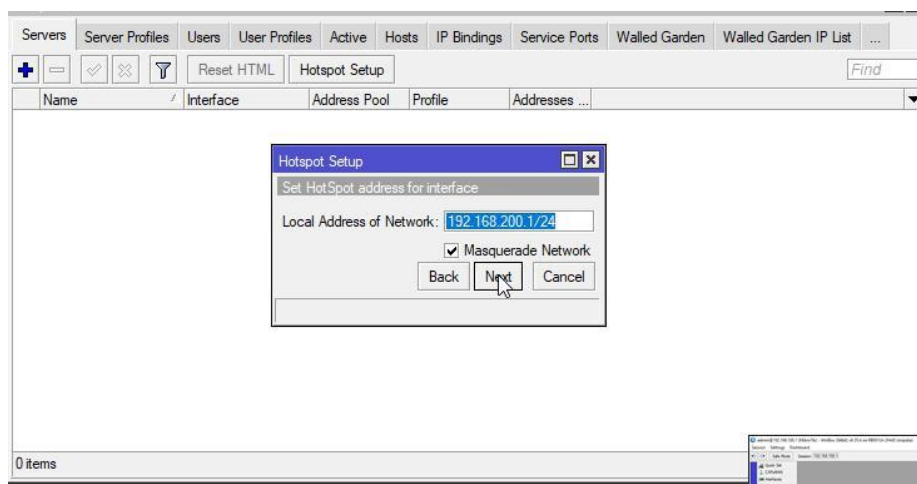 Servers Server Profiles Users User Profiles Active Hosts IP Bindings Service Ports Walled Garden Walled Garden IP List ...
Reset HTML Hotspot Setup Find
Name Interface Address Pool Profile Addresses ...
Hotspot Setup
Set HotSpot address for interface
Local Address of Network: 192.168.200.1/24
Masquerade Network
Back Next Cancel
0 items
Quick Set